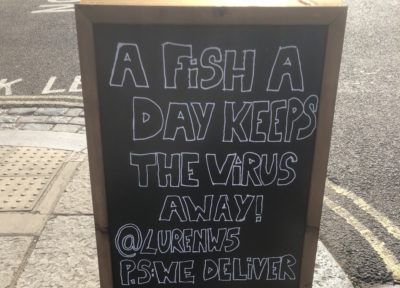 A FiSH A
DAY KEEPS
THE ViRUS
AWAY!
@LURENW5
P.S:WE DELIVER